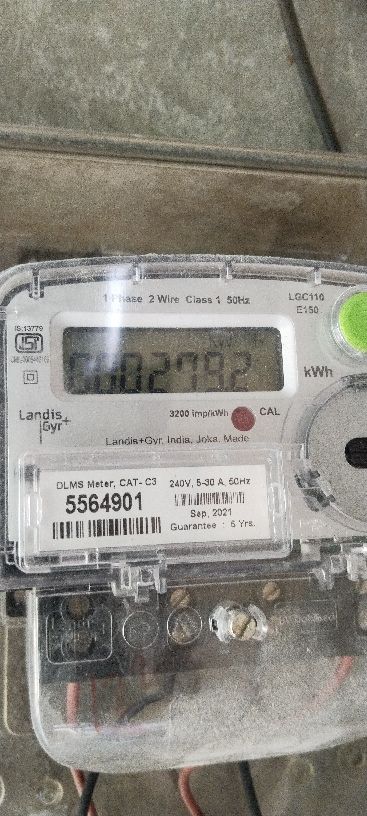 1 Phase 2 Wire Class 1 50Hz
LGC110
E150
IS:13779
kWh
Landis
Gyr+
3200 imp/kWh
CAL
Landis+Gyr, India, Joka, Made
DLMS Meter, CAT- C3
240V, 5-30 A, 50Hz
5564901
Sep, 2021
Guarantee : 5 Yrs.